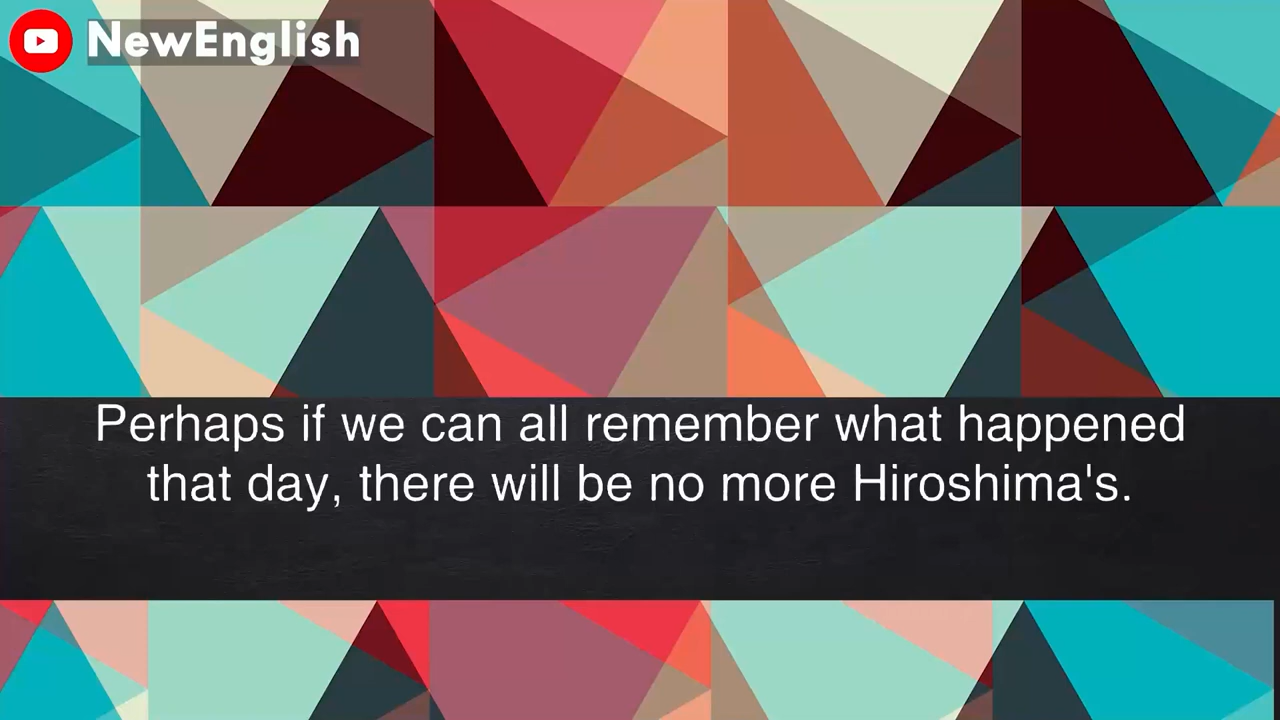 NewEnglish
Perhaps if we can all remember what happened
that day, there will be no more Hiroshima's.